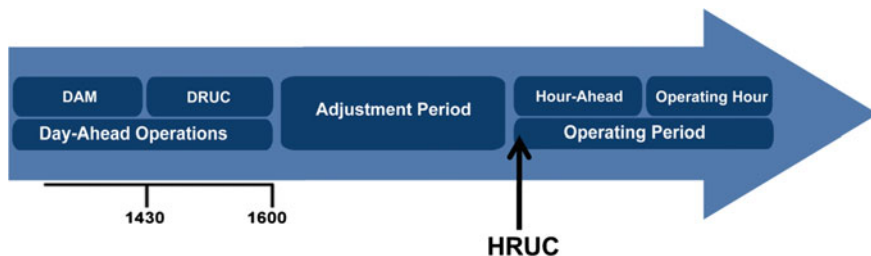 DAM
DRUC
Adjustment Period
Hour-Ahead
Operating Hour
Day-Ahead Operations
Operating Period
1430
1600
HRUC